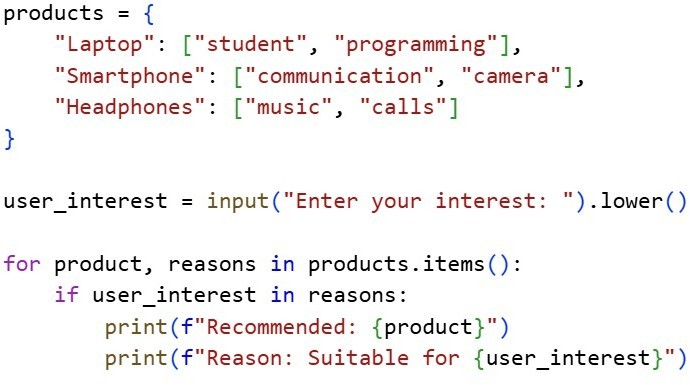 products = {
    "Laptop": ["student", "programming"],
    "Smartphone": ["communication", "camera"],
    "Headphones": ["music", "calls"]
}

user_interest = input("Enter your interest: ").lower()

for product, reasons in products.items():
    if user_interest in reasons:
        print(f"Recommended: {product}")
        print(f"Reason: Suitable for {user_interest}")